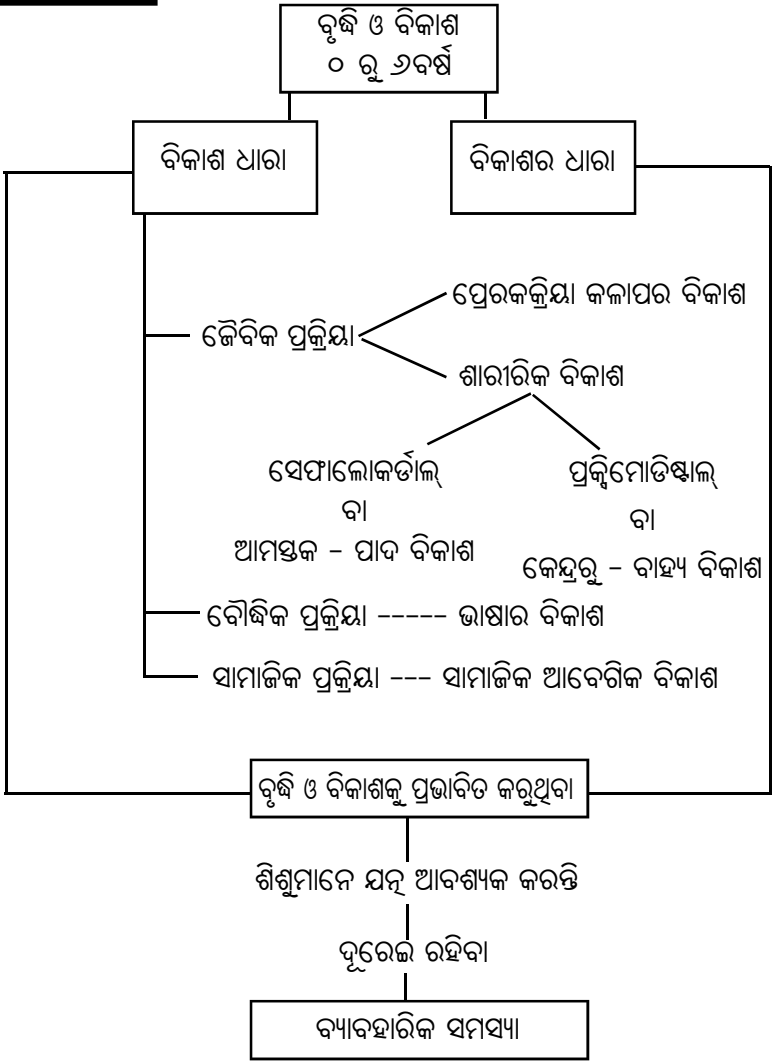 ବୃଦ୍ଧି ଓ ବିକାଶ
୦ ରୁ ୬ବର୍ଷ
ବିକାଶ ଧାରା
ବିକାଶର ଧାରା
ପ୍ରେରକକ୍ରିୟା କଳାପର ବିକାଶ
ଜୈବିକ ପ୍ରକ୍ରିୟା
ଶାରୀରିକ ବିକାଶ
ସେଫାଲୋକର୍ଡାଲ୍
ବା
ଆମସ୍ତକ – ପାଦ ବିକାଶ
ପ୍ରକ୍ସିମୋଡିଷ୍ଟାଲ୍
ବା
କେନ୍ଦ୍ରରୁ – ବାହ୍ୟ ବିକାଶ
ବୌଦ୍ଧିକ ପ୍ରକ୍ରିୟା ----- ଭାଷାର ବିକାଶ
ସାମାଜିକ ପ୍ରକ୍ରିୟା --- ସାମାଜିକ ଆବେଗିକ ବିକାଶ
ବୃଦ୍ଧି ଓ ବିକାଶକୁ ପ୍ରଭାବିତ କରୁଥିବା
ଶିଶୁମାନେ ଯତ୍ନ ଆବଶ୍ୟକ କରନ୍ତି
ଦୂରେଇ ରହିବା
ବ୍ୟାବହାରିକ ସମସ୍ୟା